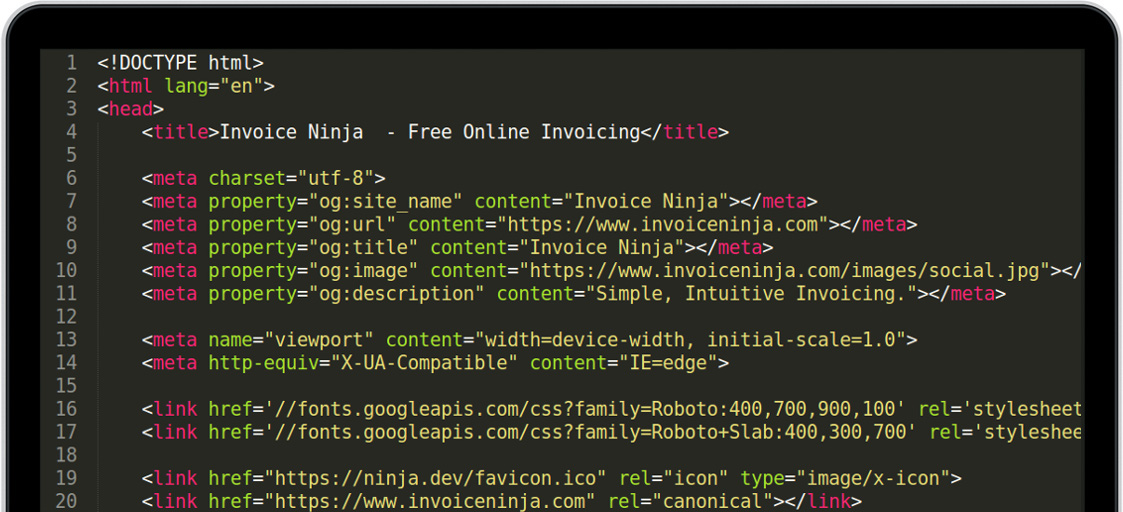 1 <!DOCTYPE html>
2 <html lang="en">
3 <head>
4 <title>Invoice Ninja  - Free Online Invoicing</title>
5
6 <meta charset="utf-8">
7 <meta property="og:site_name" content="Invoice Ninja"></meta>
8 <meta property="og:url" content="https://www.invoiceninja.com"></meta>
9 <meta property="og:title" content="Invoice Ninja"></meta>
10 <meta property="og:image" content="https://www.invoiceninja.com/images/social.jpg"></
11 <meta property="og:description" content="Simple, Intuitive Invoicing."></meta>
12
13 <meta name="viewport" content="width=device-width, initial-scale=1.0">
14 <meta http-equiv="X-UA-Compatible" content="IE=edge">
15
16 <link href='//fonts.googleapis.com/css?family=Roboto:400,700,900,100' rel='stylesheet
17 <link href='//fonts.googleapis.com/css?family=Roboto+Slab:400,300,700' rel='styleshee
18
19 <link href="https://ninja.dev/favicon.ico" rel="icon" type="image/x-icon">
20 <link href="https://www.invoiceninja.com" rel="canonical"></link>